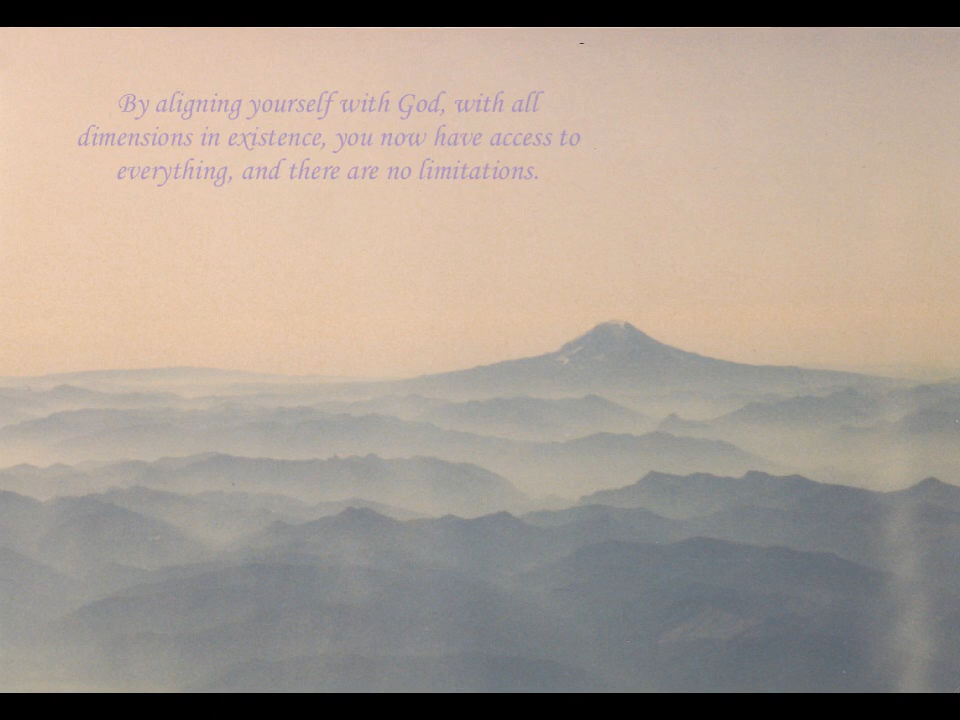 By aligning yourself with God, with all
dimensions in existence, you now have access to
everything, and there are no limitations.